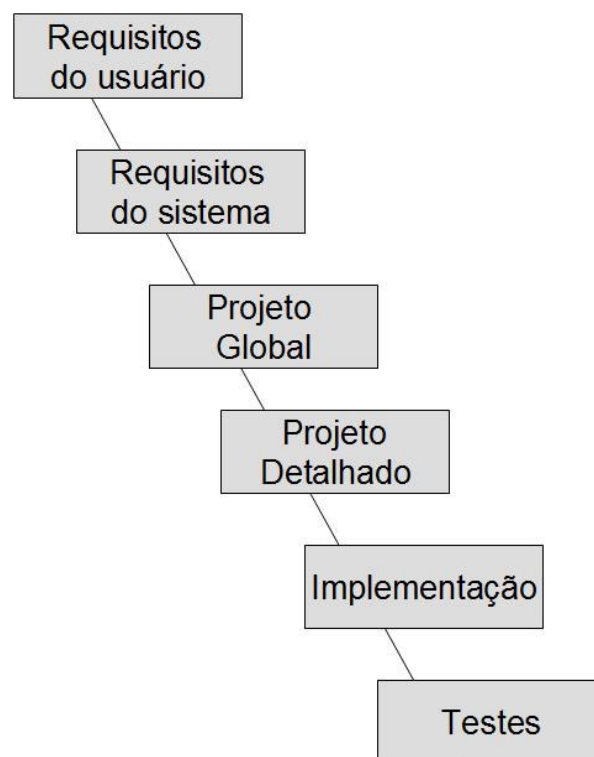 Requisitos
do usuário
Requisitos
do sistema
Projeto
Global
Projeto
Detalhado
Implementação
Testes